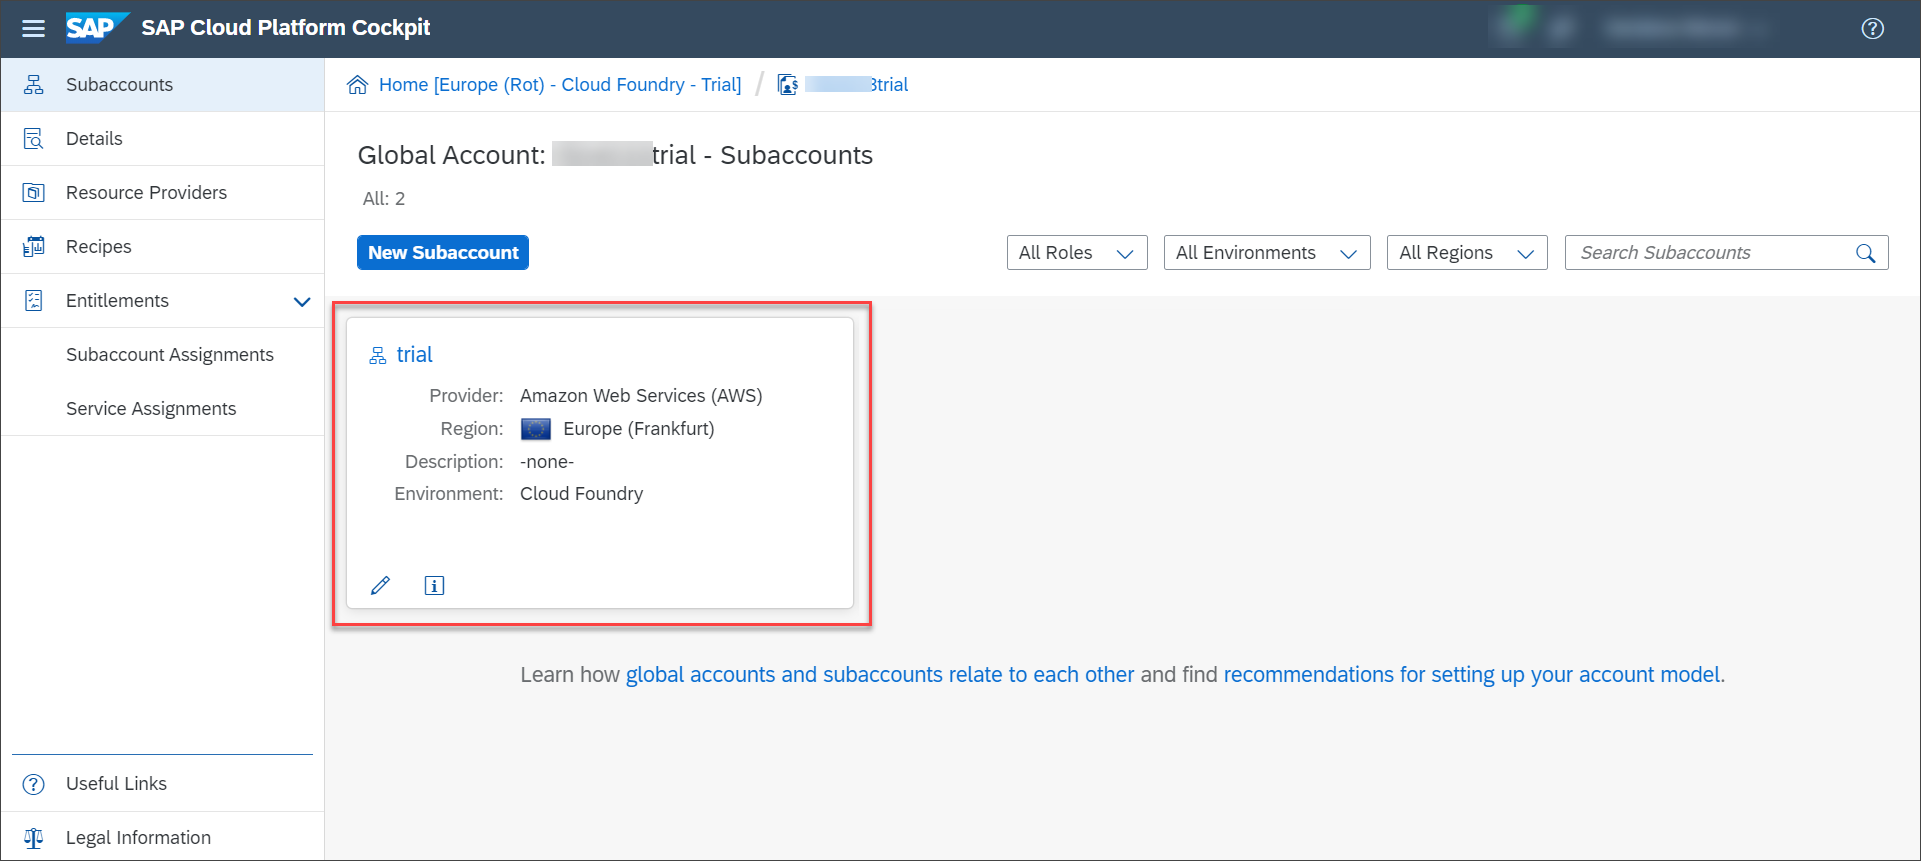 SAP SAP Cloud Platform Cockpit
Subaccounts
Details
Resource Providers
Recipes
Entitlements
Subaccount Assignments
Service Assignments
Useful Links
Legal Information
Home [Europe (Rot) - Cloud Foundry - Trial] / trial
Global Account: trial - Subaccounts
All: 2
New Subaccount
All Roles
All Environments
All Regions
Search Subaccounts
trial
Provider: Amazon Web Services (AWS)
Region: Europe (Frankfurt)
Description: -none-
Environment: Cloud Foundry
Learn how global accounts and subaccounts relate to each other and find recommendations for setting up your account model.